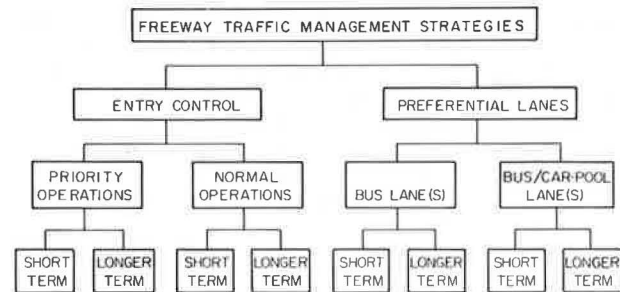 FREEWAY TRAFFIC MANAGEMENT STRATEGIES
ENTRY CONTROL
PREFERENTIAL LANES
PRIORITY
OPERATIONS
NORMAL
OPERATIONS
BUS LANE(S)
BUS/CAR-POOL
LANE(S)
SHORT
TERM
LONGER
TERM
SHORT
TERM
LONGER
TERM
SHORT
TERM
LONGER
TERM
SHORT
TERM
LONGER
TERM